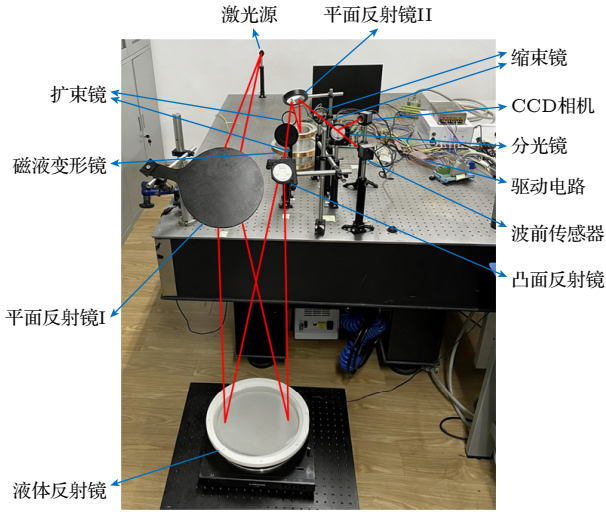 激光源
平面反射镜II
扩束镜
缩束镜
CCD相机
磁液变形镜
分光镜
驱动电路
波前传感器
凸面反射镜
平面反射镜I
液体反射镜